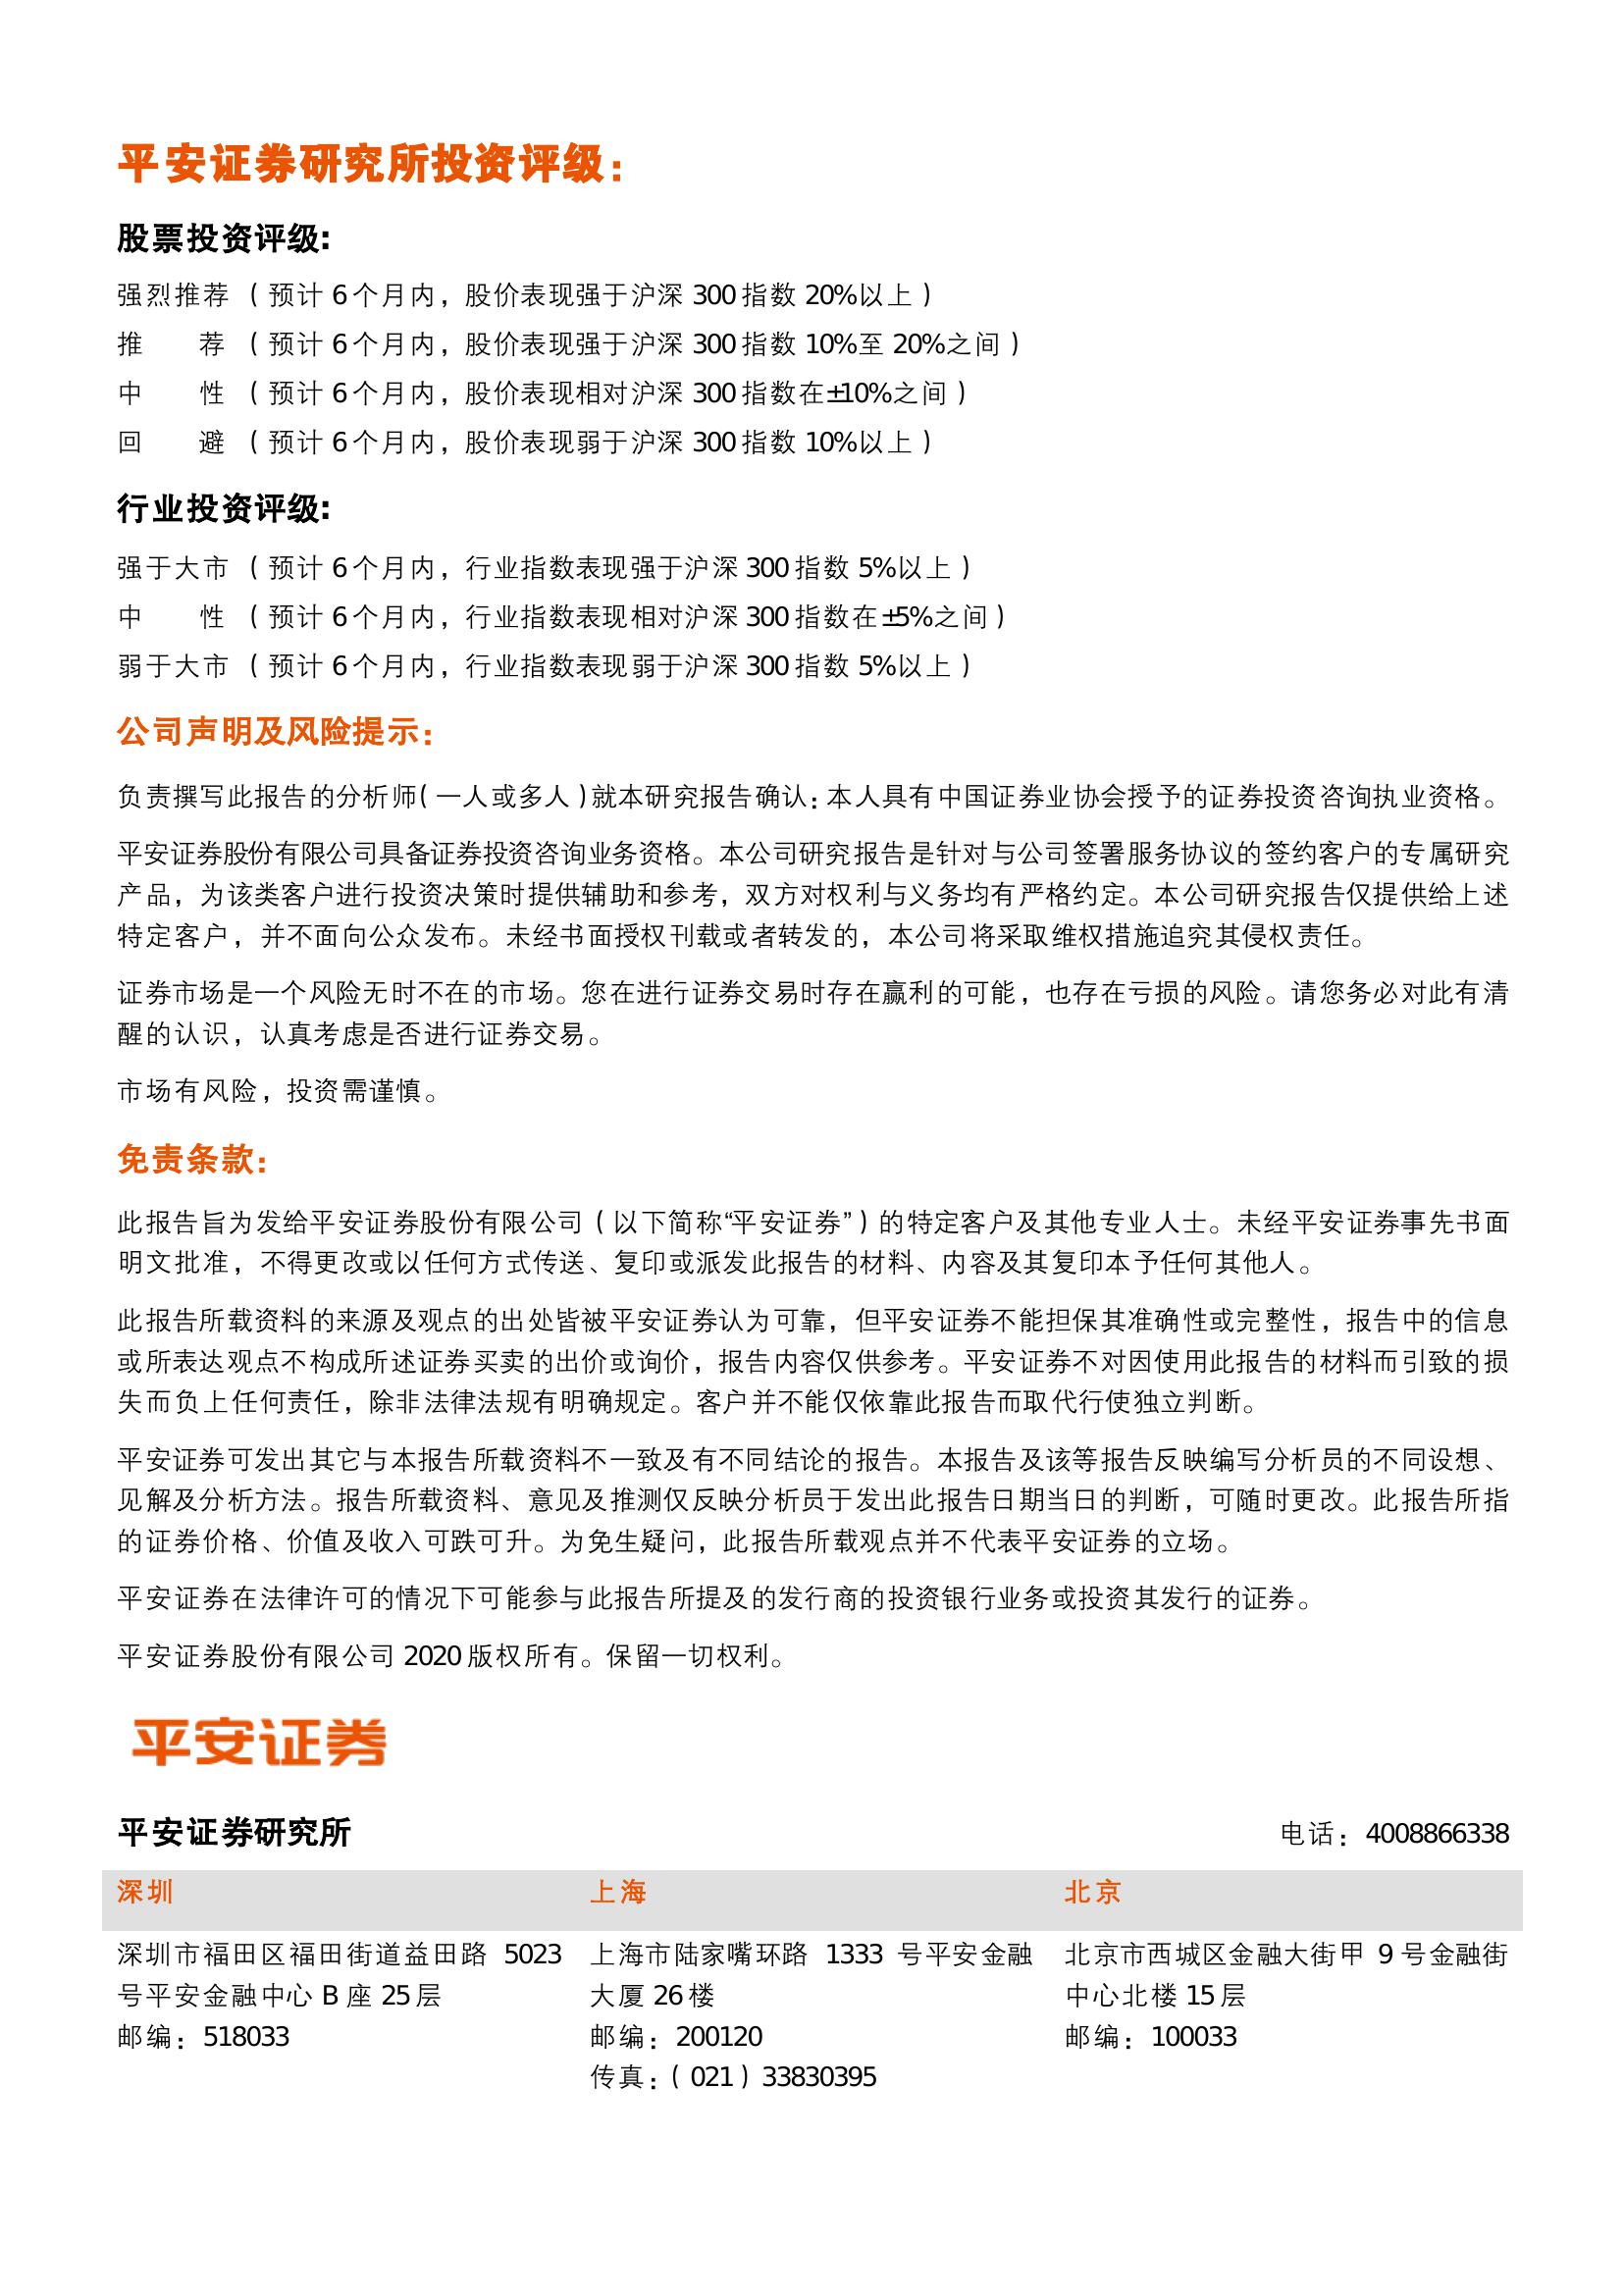 平安证券研究所投资评级：
股票投资评级:
强烈推荐 （预计 6 个月内，股价表现强于沪深 300 指数 20%以上）
推　　荐 （预计 6 个月内，股价表现强于沪深 300 指数 10%至 20%之间）
中　　性 （预计 6 个月内，股价表现相对沪深 300 指数在±10%之间）
回　　避 （预计 6 个月内，股价表现弱于沪深 300 指数 10%以上）
行业投资评级:
强于大市 （预计 6 个月内，行业指数表现强于沪深 300 指数 5%以上）
中　　性 （预计 6 个月内，行业指数表现相对沪深 300 指数在±5%之间）
弱于大市 （预计 6 个月内，行业指数表现弱于沪深 300 指数 5%以上）
公司声明及风险提示：
负责撰写此报告的分析师（一人或多人）就本研究报告确认：本人具有中国证券业协会授予的证券投资咨询执业资格。
平安证券股份有限公司具备证券投资咨询业务资格。本公司研究报告是针对与公司签署服务协议的签约客户的专属研究
产品，为该类客户进行投资决策时提供辅助和参考，双方对权利与义务均有严格约定。本公司研究报告仅提供给上述
特定客户，并不面向公众发布。未经书面授权刊载或者转发的，本公司将采取维权措施追究其侵权责任。
证券市场是一个风险无时不在的市场。您在进行证券交易时存在赢利的可能，也存在亏损的风险。请您务必对此有清
醒的认识，认真考虑是否进行证券交易。
市场有风险，投资需谨慎。
免责条款：
此报告旨为发给平安证券股份有限公司（以下简称“平安证券”）的特定客户及其他专业人士。未经平安证券事先书面
明文批准，不得更改或以任何方式传送、复印或派发此报告的材料、内容及其复印本予任何其他人。
此报告所载资料的来源及观点的出处皆被平安证券认为可靠，但平安证券不能担保其准确性或完整性，报告中的信息
或所表达观点不构成所述证券买卖的出价或询价，报告内容仅供参考。平安证券不对因使用此报告的材料而引致的损
失而负上任何责任，除非法律法规有明确规定。客户并不能仅依靠此报告而取代行使独立判断。
平安证券可发出其它与本报告所载资料不一致及有不同结论的报告。本报告及该等报告反映编写分析员的不同设想、
见解及分析方法。报告所载资料、意见及推测仅反映分析员于发出此报告日期当日的判断，可随时更改。此报告所指
的证券价格、价值及收入可跌可升。为免生疑问，此报告所载观点并不代表平安证券的立场。
平安证券在法律许可的情况下可能参与此报告所提及的发行商的投资银行业务或投资其发行的证券。
平安证券股份有限公司 2020 版权所有。保留一切权利。
平安证券
平安证券研究所 电话：4008866338
深圳 上海 北京
深圳市福田区福田街道益田路 5023 上海市陆家嘴环路 1333 号平安金融 北京市西城区金融大街甲 9 号金融街
号平安金融中心 B 座 25 层 大厦 26 楼 中心北楼 15 层
邮编：518033 邮编：200120 邮编：100033
传真：（021）33830395